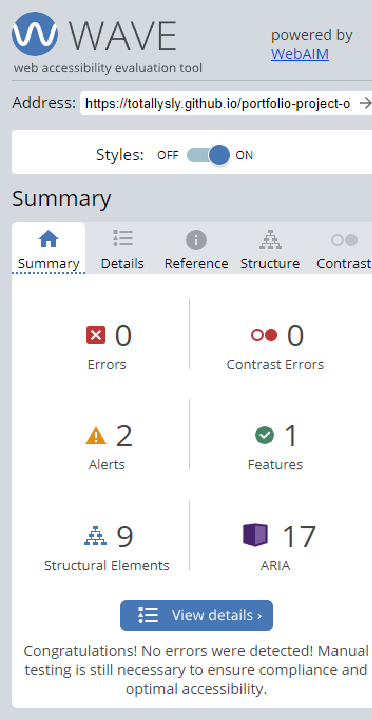 WAVE
web accessibility evaluation tool
powered by
WebAIM
Address: https://totallysly.github.io/portfolio-project-o
Styles: OFF ON
Summary
Summary Details Reference Structure Contrast
0 0
Errors Contrast Errors
2 1
Alerts Features
9 17
Structural Elements ARIA
View details ›
Congratulations! No errors were detected! Manual
testing is still necessary to ensure compliance and
optimal accessibility.